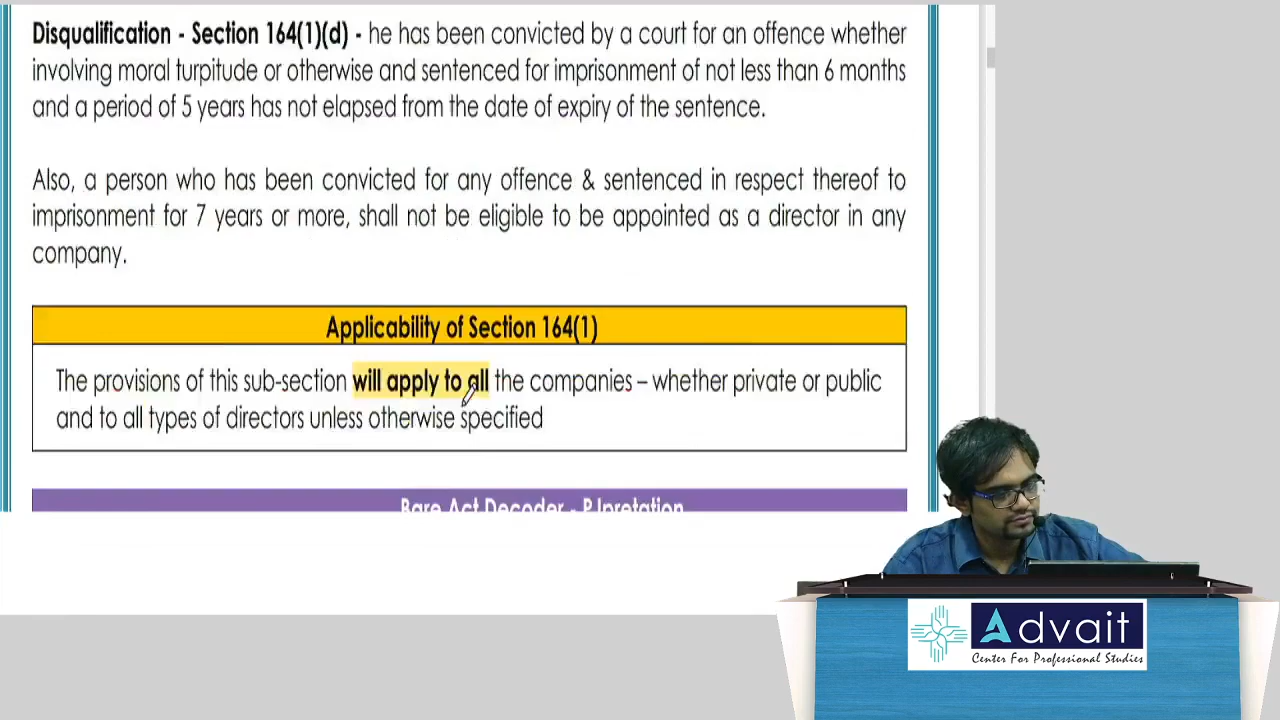 Disqualification - Section 164(1)(d) - he has been convicted by a court for an offence whether
involving moral turpitude or otherwise and sentenced for imprisonment of not less than 6 months
and a period of 5 years has not elapsed from the date of expiry of the sentence.
Also, a person who has been convicted for any offence & sentenced in respect thereof to
imprisonment for 7 years or more, shall not be eligible to be appointed as a director in any
company.
Applicability of Section 164(1)
The provisions of this sub-section will apply to all the companies – whether private or public
and to all types of directors unless otherwise specified
Bare Act Decoder -
Advait
Center For Professional Studies